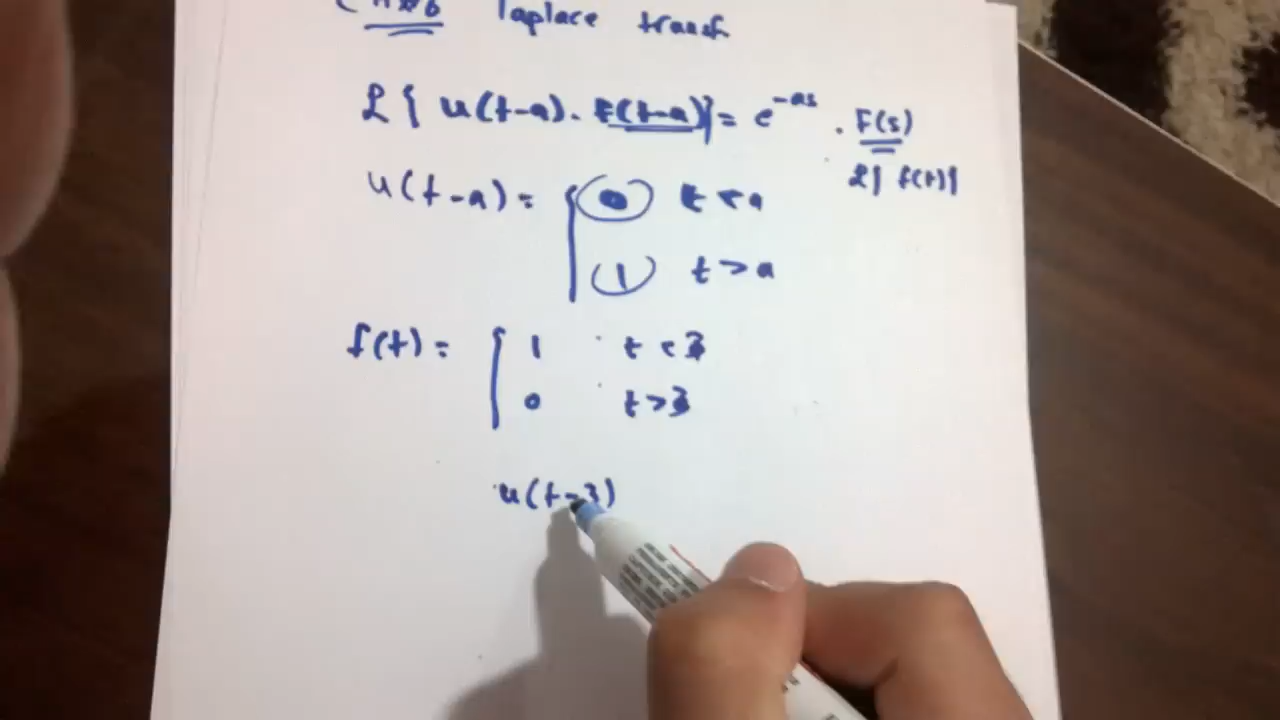 laplace transf
L{ u(t-a). f(t-a)} = e^-as . F(s)
L{ f(t)}
u(t-a) = { 0 t < a
1 t > a
f(t) = { 1 t < 3
0 t > 3
u(t-3)